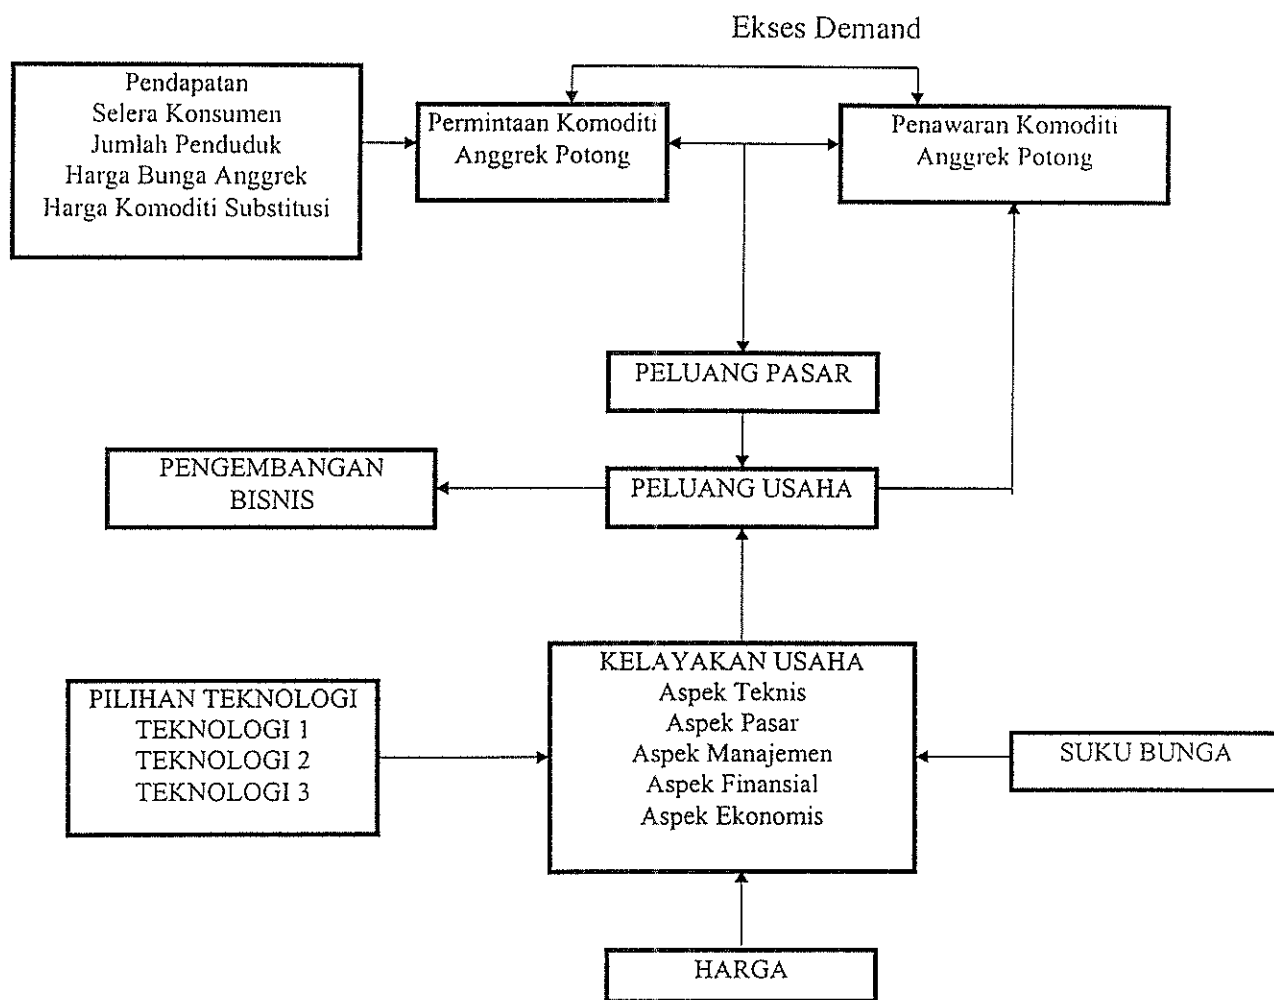 Ekses Demand
Pendapatan
Selera Konsumen
Jumlah Penduduk
Harga Bunga Anggrek
Harga Komoditi Substitusi
Permintaan Komoditi
Anggrek Potong
Penawaran Komoditi
Anggrek Potong
PELUANG PASAR
PENGEMBANGAN
BISNIS
PELUANG USAHA
KELAYAKAN USAHA
Aspek Teknis
Aspek Pasar
Aspek Manajemen
Aspek Finansial
Aspek Ekonomis
PILIHAN TEKNOLOGI
TEKNOLOGI 1
TEKNOLOGI 2
TEKNOLOGI 3
SUKU BUNGA
HARGA